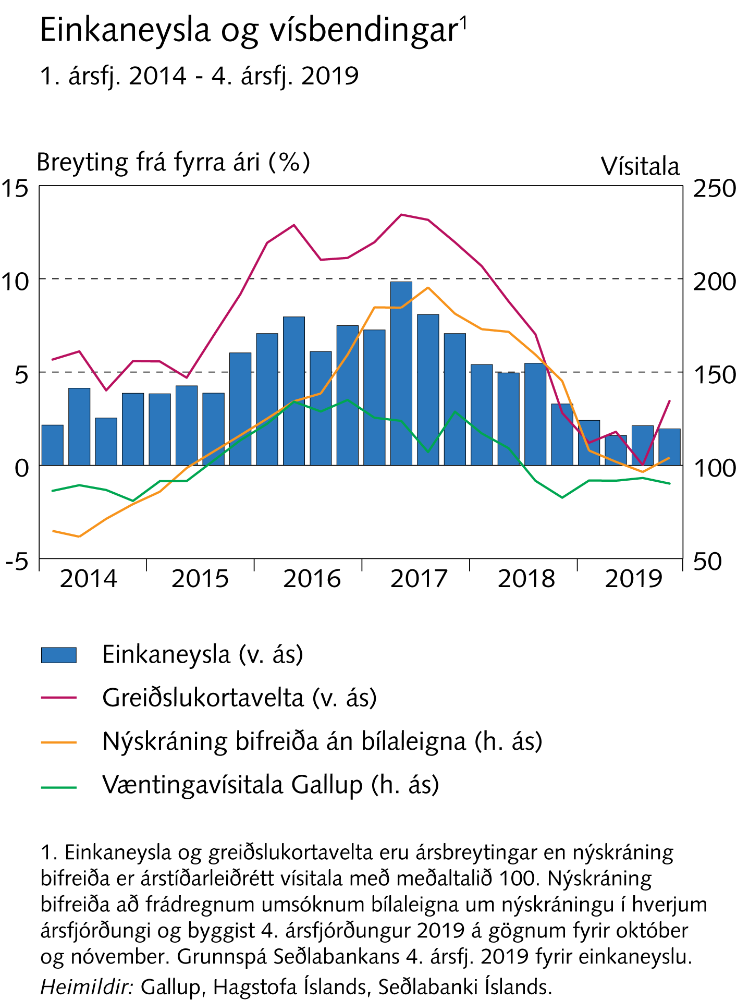 Einkaneysla og vísbendingar¹
1. ársfj. 2014 - 4. ársfj. 2019
Breyting frá fyrra ári (%)
Vísitala
15
250
10
200
5
150
0
100
-5
50
2014 2015 2016 2017 2018 2019
Einkaneysla (v. ás)
Greiðslukortavelta (v. ás)
Nýskráning bifreiða án bílaleigna (h. ás)
Væntingavísitala Gallup (h. ás)
1. Einkaneysla og greiðslukortavelta eru ársbreytingar en nýskráning
bifreiða er árstíðarleiðrétt vísitala með meðaltalið 100. Nýskráning
bifreiða að frádregnum umsóknum bílaleigna um nýskráningu í hverjum
ársfjórðungi og byggist 4. ársfjórðungur 2019 á gögnum fyrir október
og nóvember. Grunnspá Seðlabankans 4. ársfj. 2019 fyrir einkaneyslu.
Heimildir: Gallup, Hagstofa Íslands, Seðlabanki Íslands.